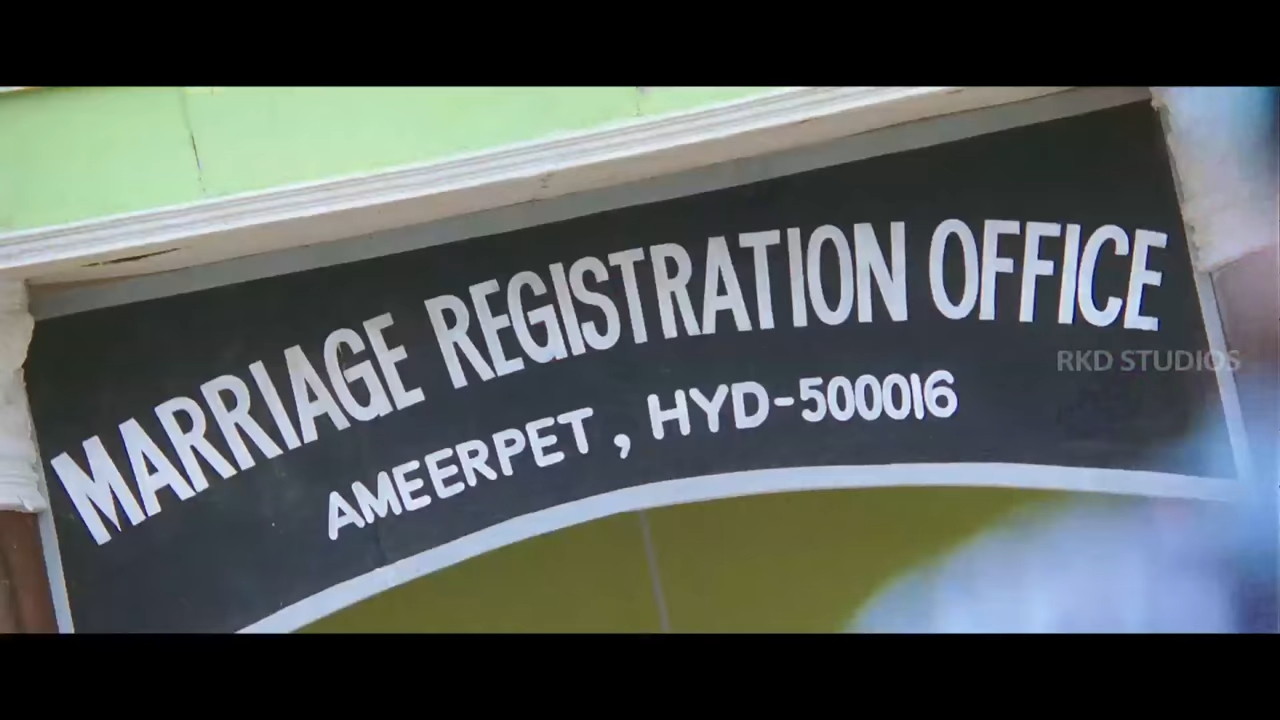 MARRIAGE REGISTRATION OFFICE
AMEERPET, HYD-500016
RKD STUDIOS